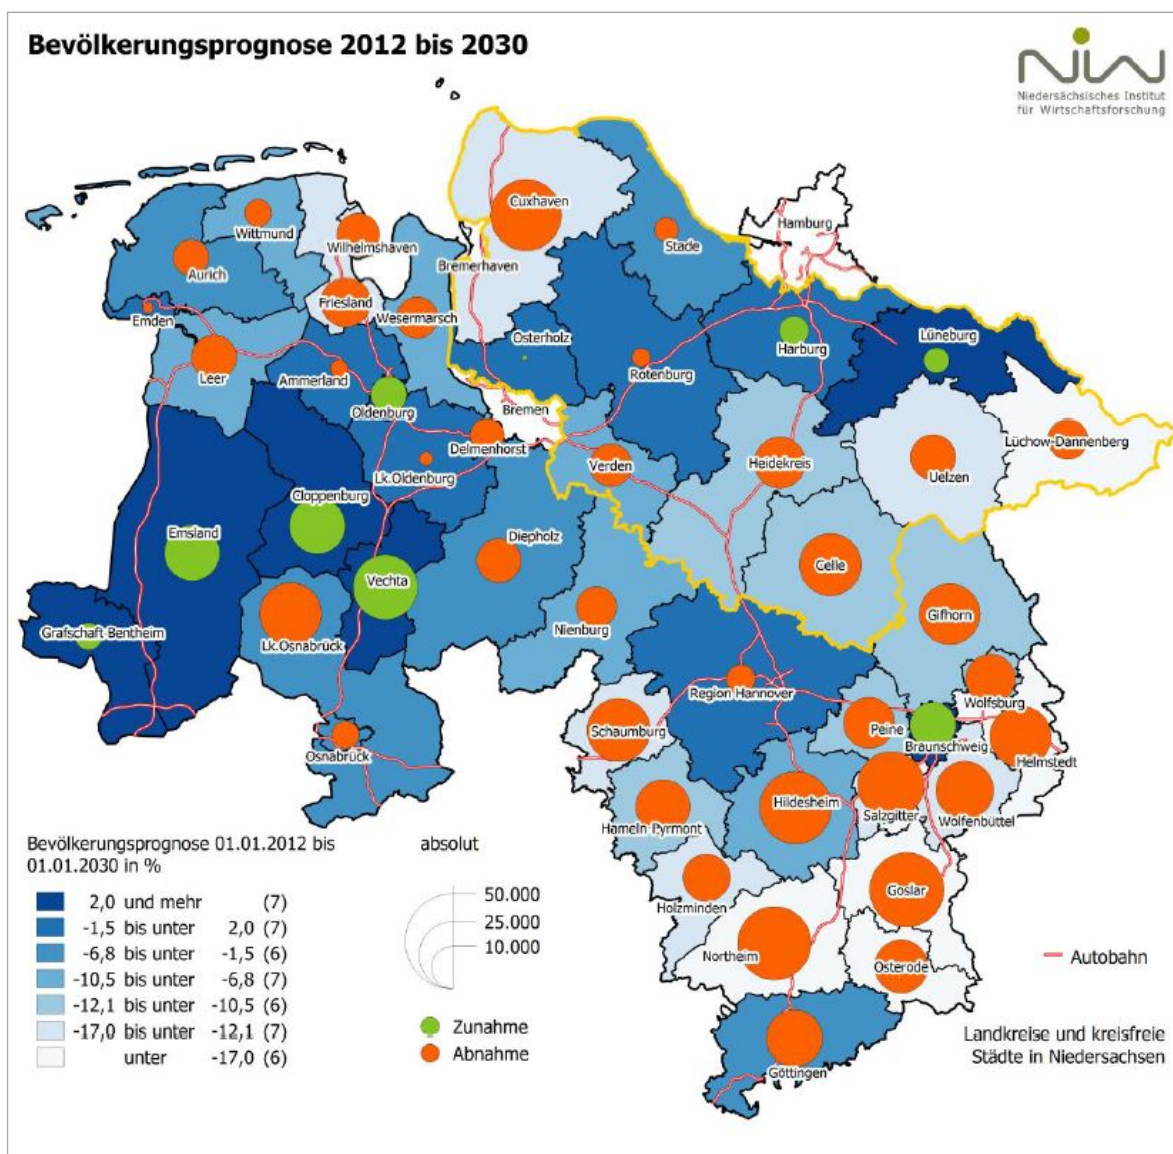 Bevölkerungsprognose 2012 bis 2030
NIW
Niedersächsisches Institut
für Wirtschaftsforschung
Cuxhaven
Hamburg
Wittmund
Wilhelmshaven
Stade
Aurich
Bremerhaven
Friesland
Wesermarsch
Emden
Osterholz
Harburg
Lüneburg
Leer
Ammerland
Rotenburg
Oldenburg
Bremen
Delmenhorst
Lüchow-Dannenberg
Verden
Heidekreis
Uelzen
Lk.Oldenburg
Cloppenburg
Emsland
Diepholz
Celle
Vechta
Gifhorn
Grafschaft Bentheim
Nienburg
Lk.Osnabrück
Region Hannover
Wolfsburg
Schaumburg
Peine
Braunschweig
Osnabrück
Helmstedt
Hildesheim
Salzgitter
Wolfenbüttel
Hameln-Pyrmont
Goslar
Holzminden
Northeim
Osterode
Göttingen
Bevölkerungsprognose 01.01.2012 bis
01.01.2030 in %
2,0 und mehr (7)
-1,5 bis unter 2,0 (7)
-6,8 bis unter -1,5 (6)
-10,5 bis unter -6,8 (7)
-12,1 bis unter -10,5 (6)
-17,0 bis unter -12,1 (7)
unter -17,0 (6)
absolut
50.000
25.000
10.000
Zunahme
Abnahme
Autobahn
Landkreise und kreisfreie
Städte in Niedersachsen